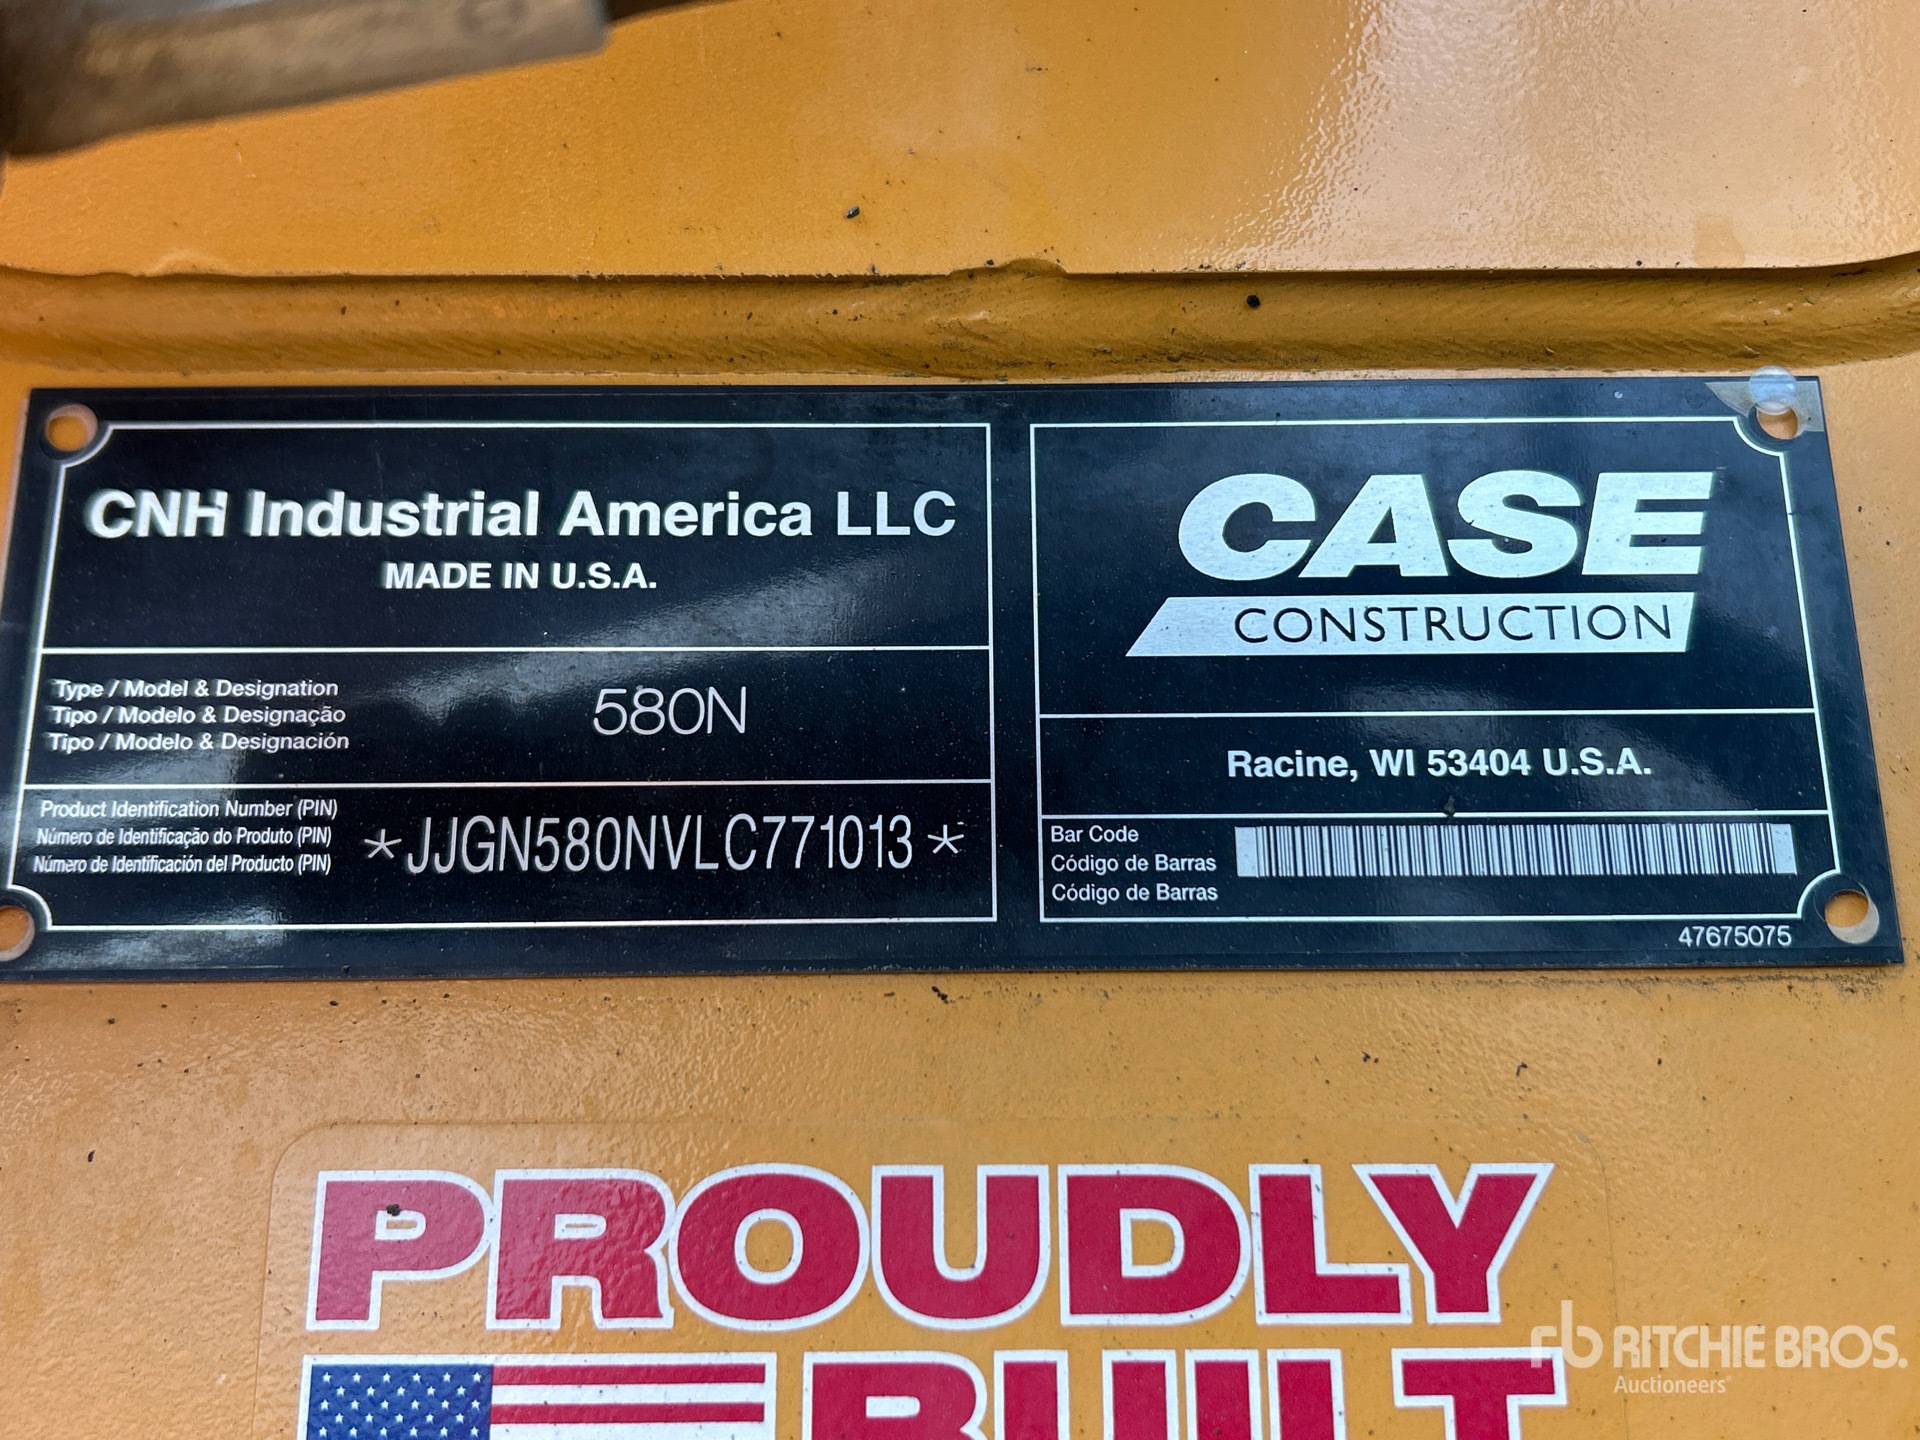 CNH Industrial America LLC
MADE IN U.S.A.
Type / Model & Designation
Tipo / Modelo & Designação
Tipo / Modelo & Designación
580N
Product Identification Number (PIN)
Número de Identificação do Produto (PIN)
Número de Identificación del Producto (PIN)
*JJGN580NVLC771013*
CASE
CONSTRUCTION
Racine, WI 53404 U.S.A.
Bar Code
Código de Barras
Código de Barras
47675075
PROUDLY
BUILT
rb RITCHIE BROS.
Auctioneers